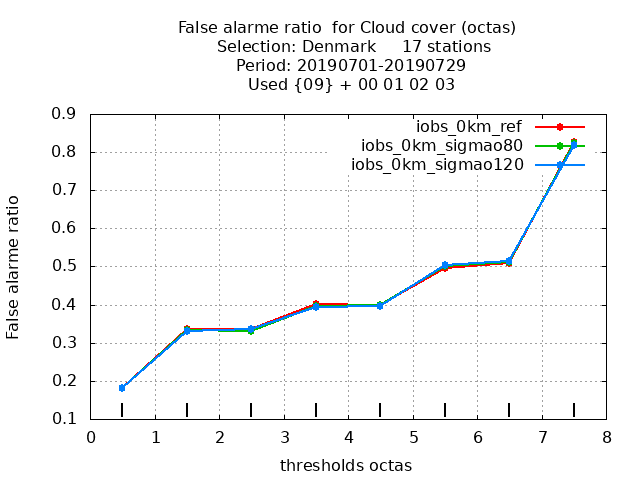 False alarme ratio  for Cloud cover (octas)
Selection: Denmark     17 stations
Period: 20190701-20190729
Used {09} + 00 01 02 03
iobs_0km_ref
iobs_0km_sigmao80
iobs_0km_sigmao120
False alarme ratio
0.9
0.8
0.7
0.6
0.5
0.4
0.3
0.2
0.1
0 1 2 3 4 5 6 7 8
thresholds octas